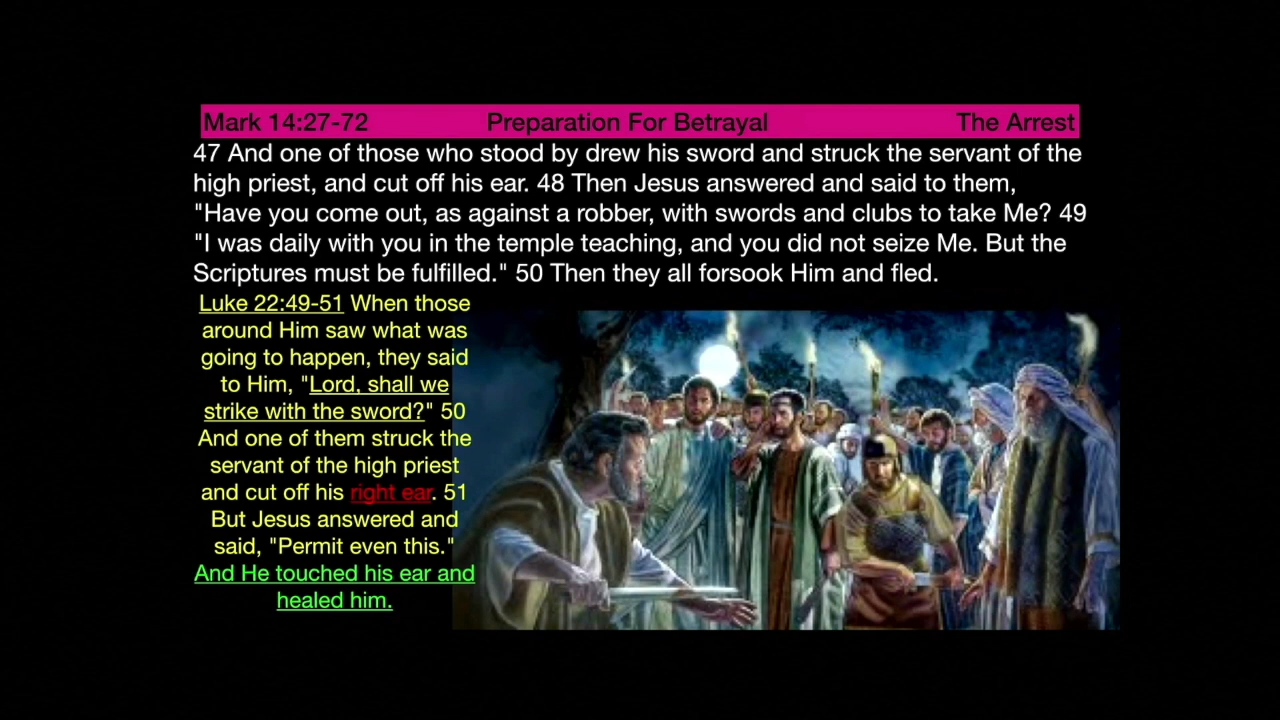 Mark 14:27-72 Preparation For Betrayal The Arrest
47 And one of those who stood by drew his sword and struck the servant of the
high priest, and cut off his ear. 48 Then Jesus answered and said to them,
"Have you come out, as against a robber, with swords and clubs to take Me? 49
"I was daily with you in the temple teaching, and you did not seize Me. But the
Scriptures must be fulfilled." 50 Then they all forsook Him and fled.
Luke 22:49-51 When those
around Him saw what was
going to happen, they said
to Him, "Lord, shall we
strike with the sword?" 50
And one of them struck the
servant of the high priest
and cut off his right ear. 51
But Jesus answered and
said, "Permit even this."
And He touched his ear and
healed him.